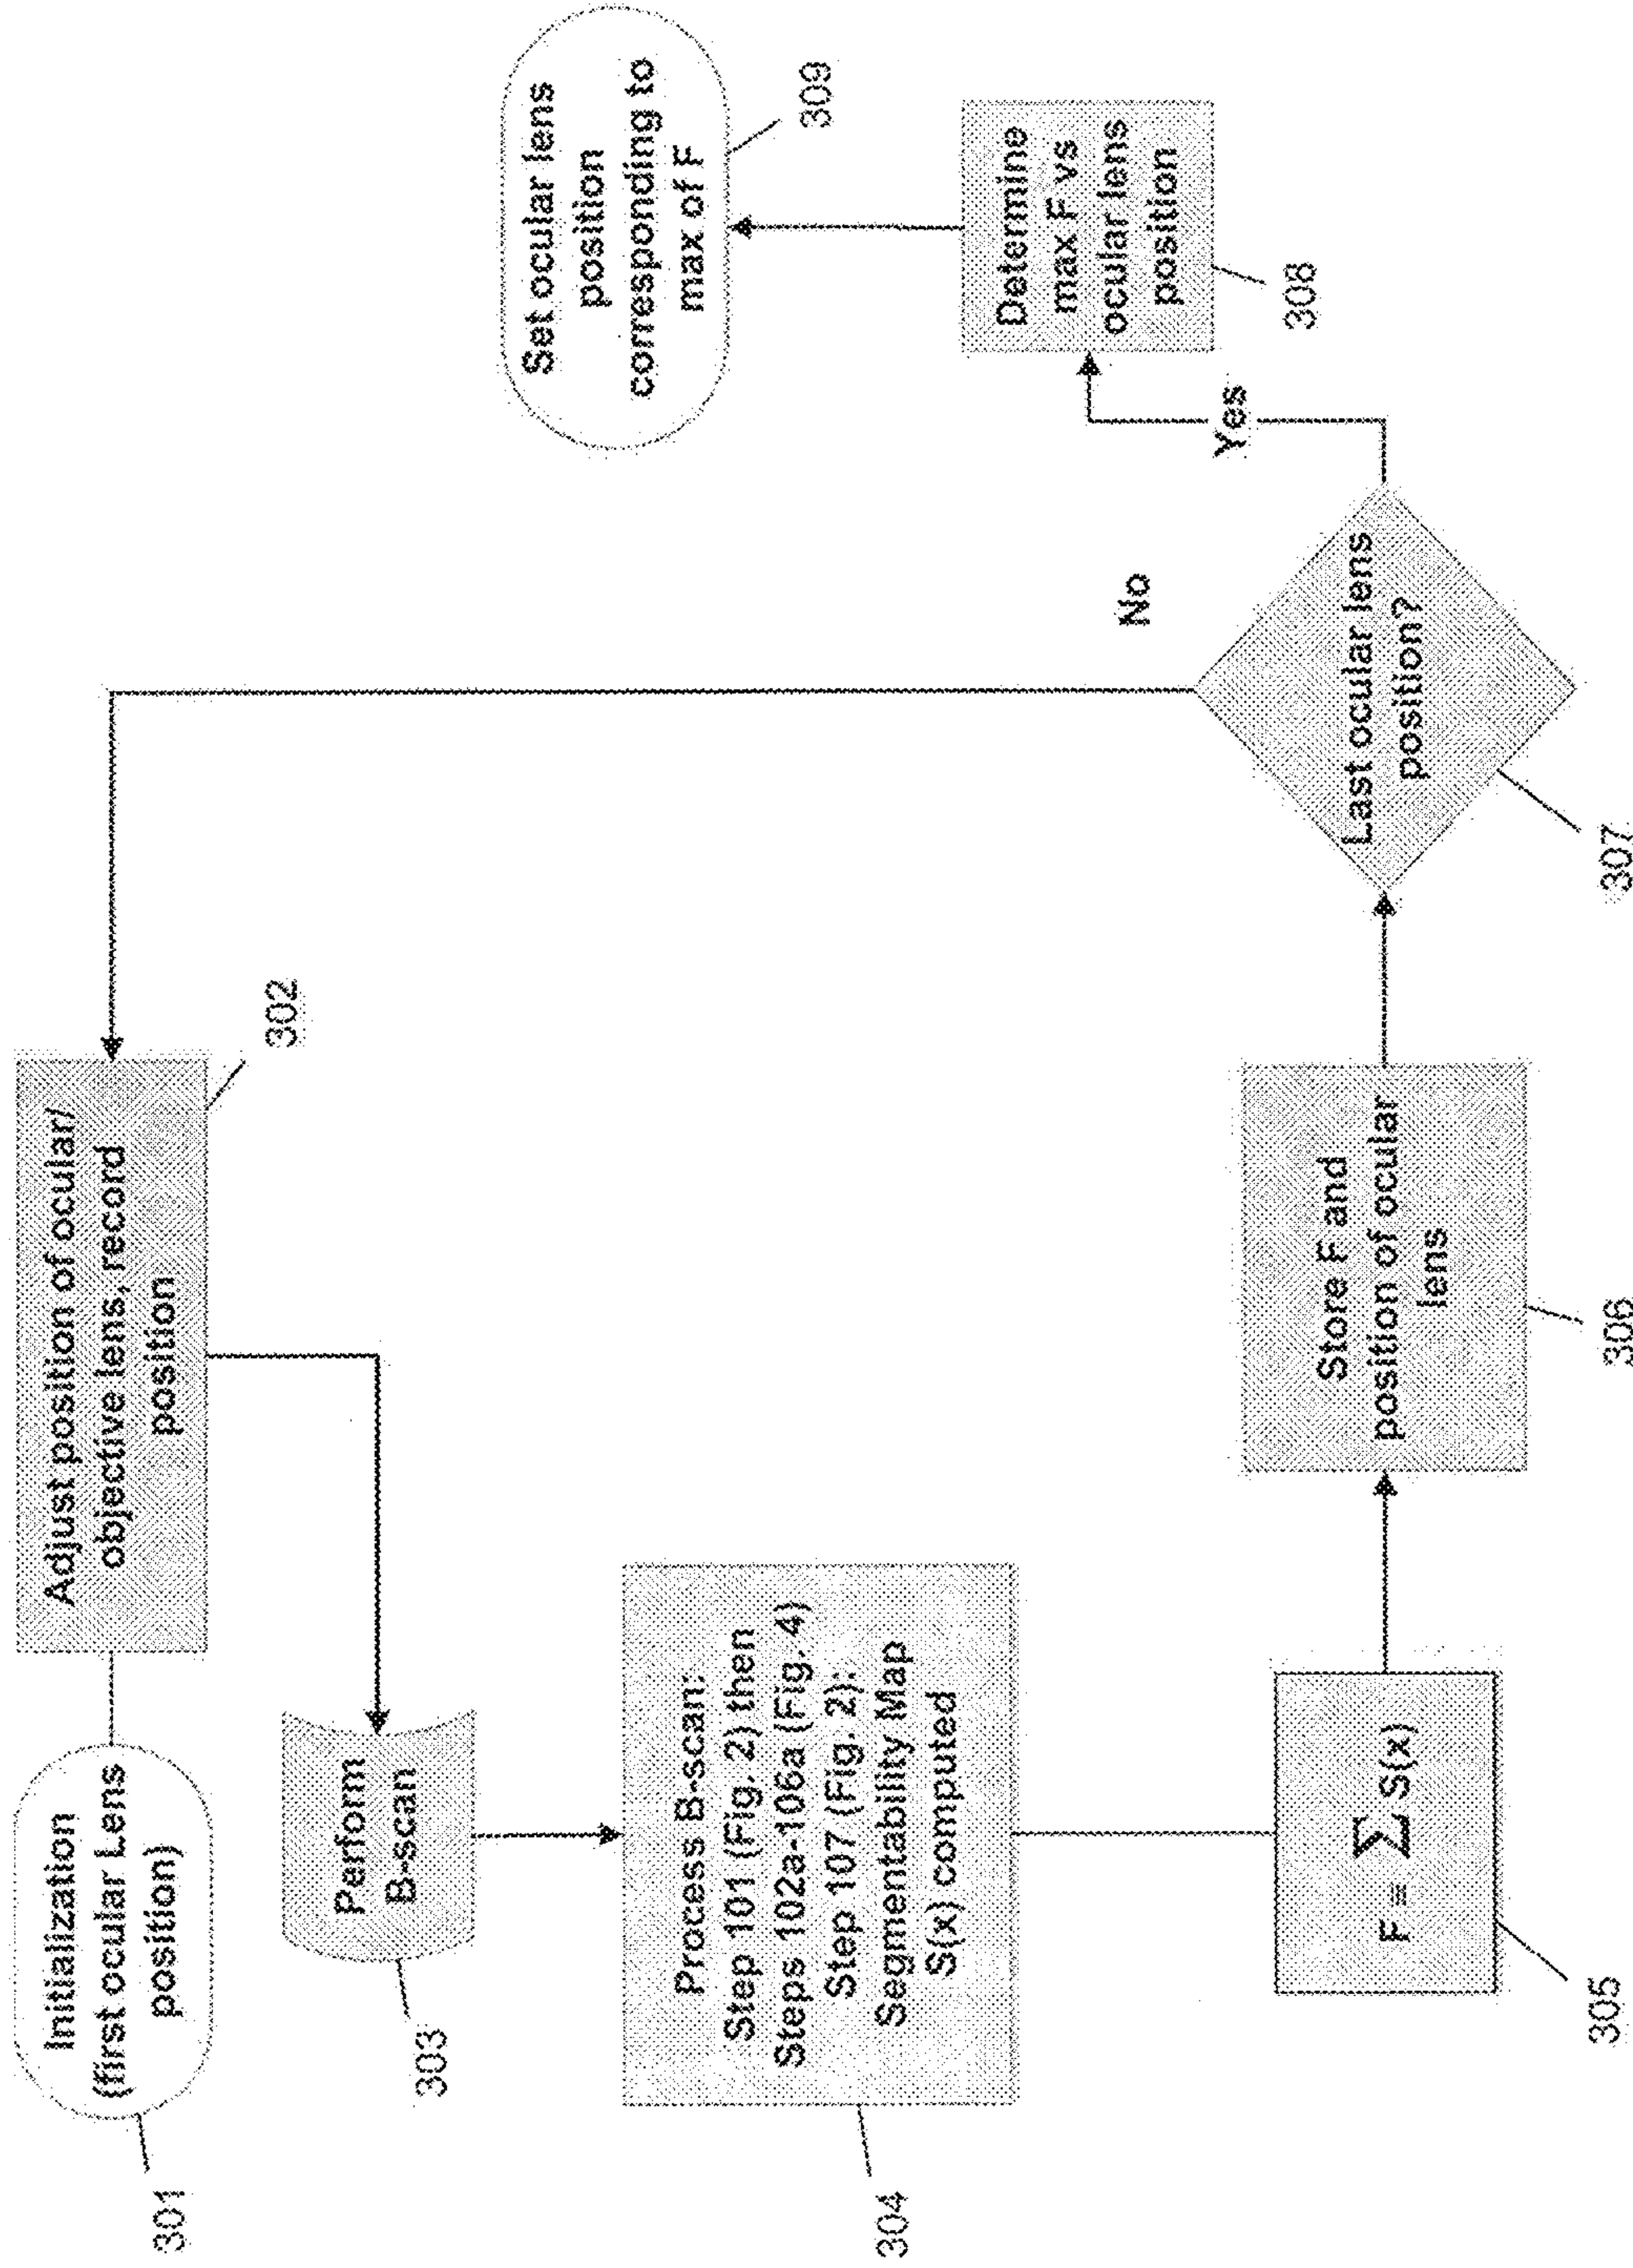 Initialization
(first ocular Lens
position)
301
Adjust position of ocular/
objective lens, record
position
302
Perform
B-scan
303
Process B-scan:
Step 101 (Fig. 2) then
Steps 102a-106a (Fig. 4)
Step 107 (Fig. 2):
Segmentability Map
S(x) computed
304
F = ∑ S(x)
305
Store F and
position of ocular
lens
306
Last ocular lens
position?
307
No
Yes
Determine
max F vs
ocular lens
position
308
Set ocular lens
position
corresponding to
max of F
309